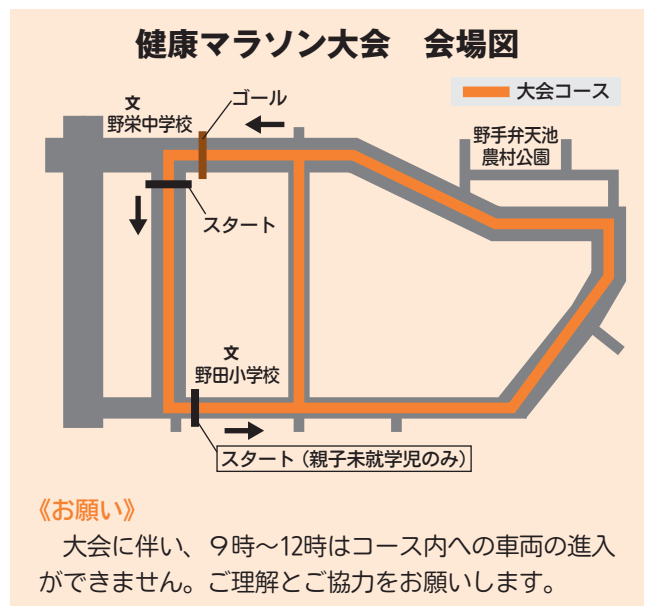 健康マラソン大会　会場図
大会コース
文
野栄中学校
ゴール
野手弁天池
農村公園
スタート
文
野田小学校
スタート（親子未就学児のみ）
《お願い》
　大会に伴い、９時～12時はコース内への車両の進入
ができません。ご理解とご協力をお願いします。